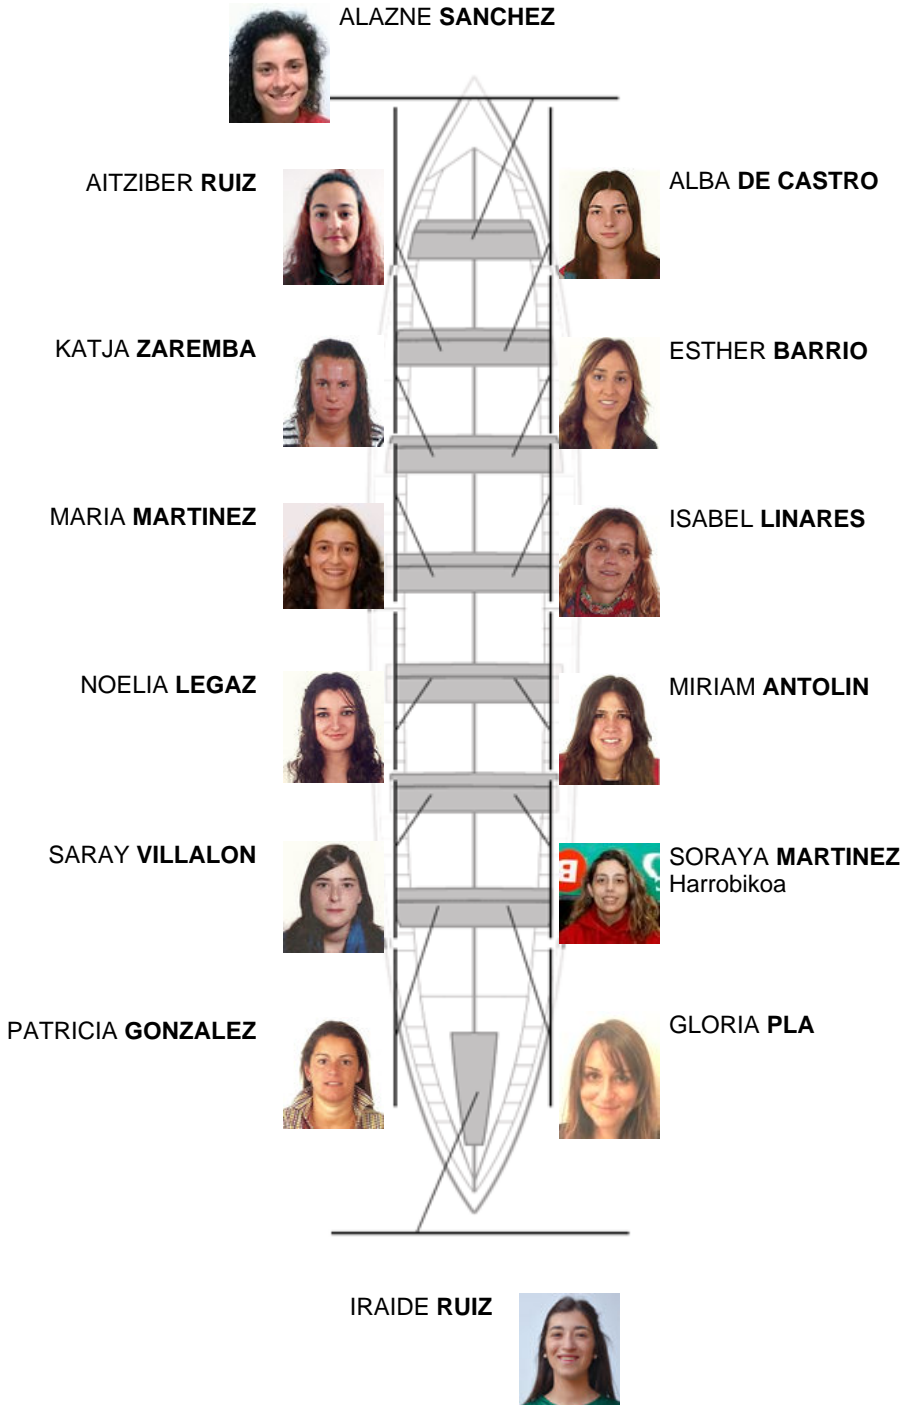 ALAZNE SANCHEZ
AITZIBER RUIZ
ALBA DE CASTRO
KATJA ZAREMBA
ESTHER BARRIO
MARIA MARTINEZ
ISABEL LINARES
NOELIA LEGAZ
MIRIAM ANTOLIN
SARAY VILLALON
SORAYA MARTINEZ
Harrobikoa
PATRICIA GONZALEZ
GLORIA PLA
IRAIDE RUIZ